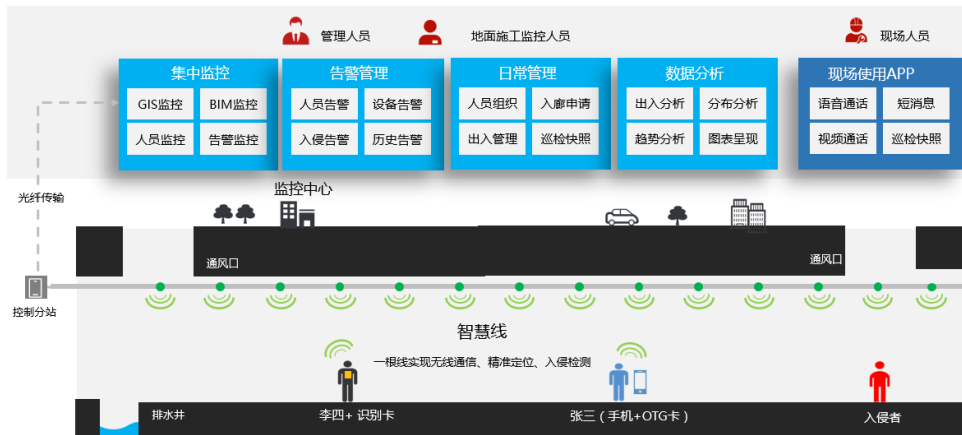 管理人员
地面施工监控人员
现场人员
集中监控
告警管理
日常管理
数据分析
现场使用APP
GIS监控
BIM监控
人员告警
设备告警
人员组织
入廊申请
出入分析
分布分析
语音通话
短消息
人员监控
告警监控
入侵告警
历史告警
出入管理
巡检快照
趋势分析
图表呈现
视频通话
巡检快照
光纤传输
监控中心
通风口
通风口
控制分站
智慧线
一根线实现无线通信、精准定位、入侵检测
排水井
李四+ 识别卡
张三（手机+OTG卡）
入侵者